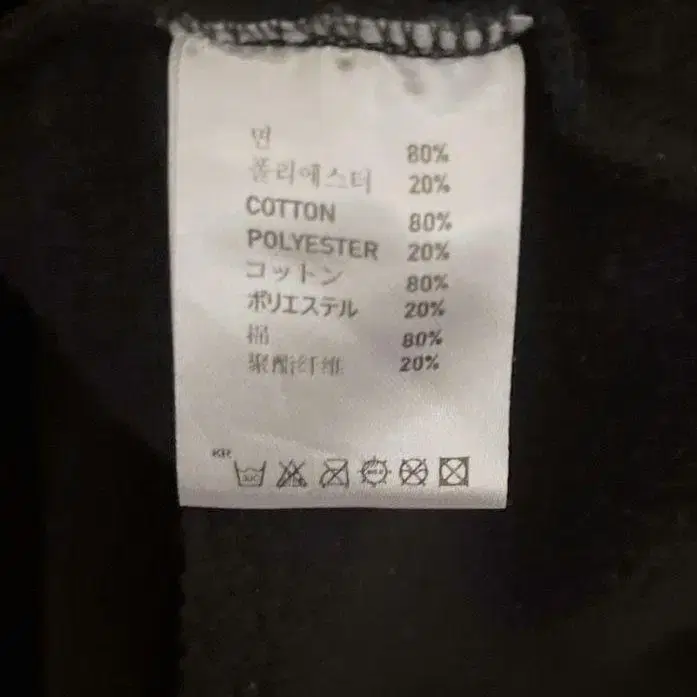 면 80%
폴리에스터 20%
COTTON 80%
POLYESTER 20%
コットン 80%
ポリエステル 20%
棉 80%
聚酯纤维 20%
KR